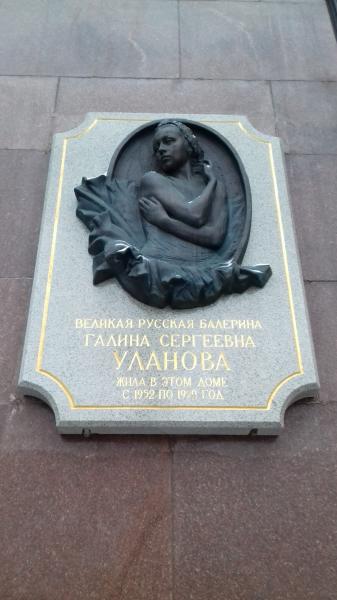 ВЕЛИКАЯ РУССКАЯ БАЛЕРИНА
ГАЛИНА СЕРГЕЕВНА
УЛАНОВА
ЖИЛА В ЭТОМ ДОМЕ
С 1952 ПО ГОД